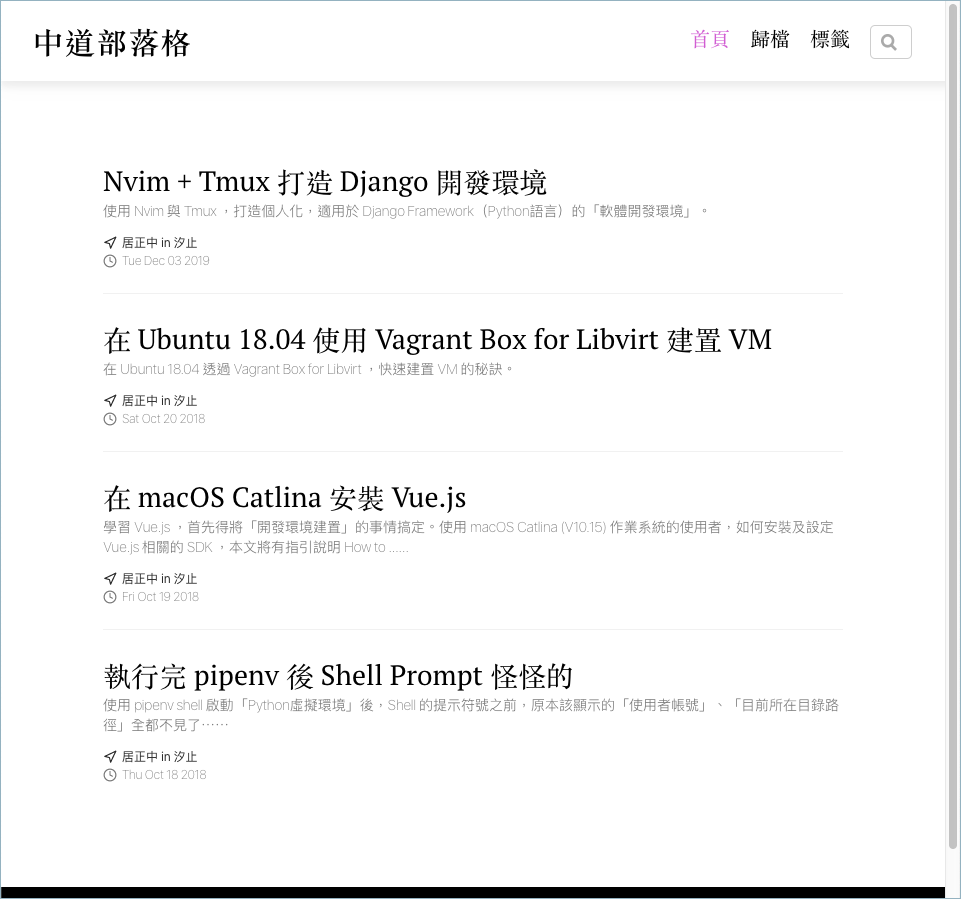 中道部落格
首頁 歸檔 標籤
Nvim + Tmux 打造 Django 開發環境
使用 Nvim 與 Tmux ，打造個人化，適用於 Django Framework（Python語言）的「軟體開發環境」。
居正中 in 汐止
Tue Dec 03 2019
在 Ubuntu 18.04 使用 Vagrant Box for Libvirt 建置 VM
在 Ubuntu 18.04 透過 Vagrant Box for Libvirt ，快速建置 VM 的秘訣。
居正中 in 汐止
Sat Oct 20 2018
在 macOS Catlina 安裝 Vue.js
學習 Vue.js ，首先得將「開發環境建置」的事情搞定。使用 macOS Catlina (V10.15) 作業系統的使用者，如何安裝及設定
Vue.js 相關的 SDK ，本文將有指引說明 How to ......
居正中 in 汐止
Fri Oct 19 2018
執行完 pipenv 後 Shell Prompt 怪怪的
使用 pipenv shell 啟動「Python虛擬環境」後，Shell 的提示符號之前，原本該顯示的「使用者帳號」、「目前所在目錄路
徑」全都不見了⋯⋯
居正中 in 汐止
Thu Oct 18 2018